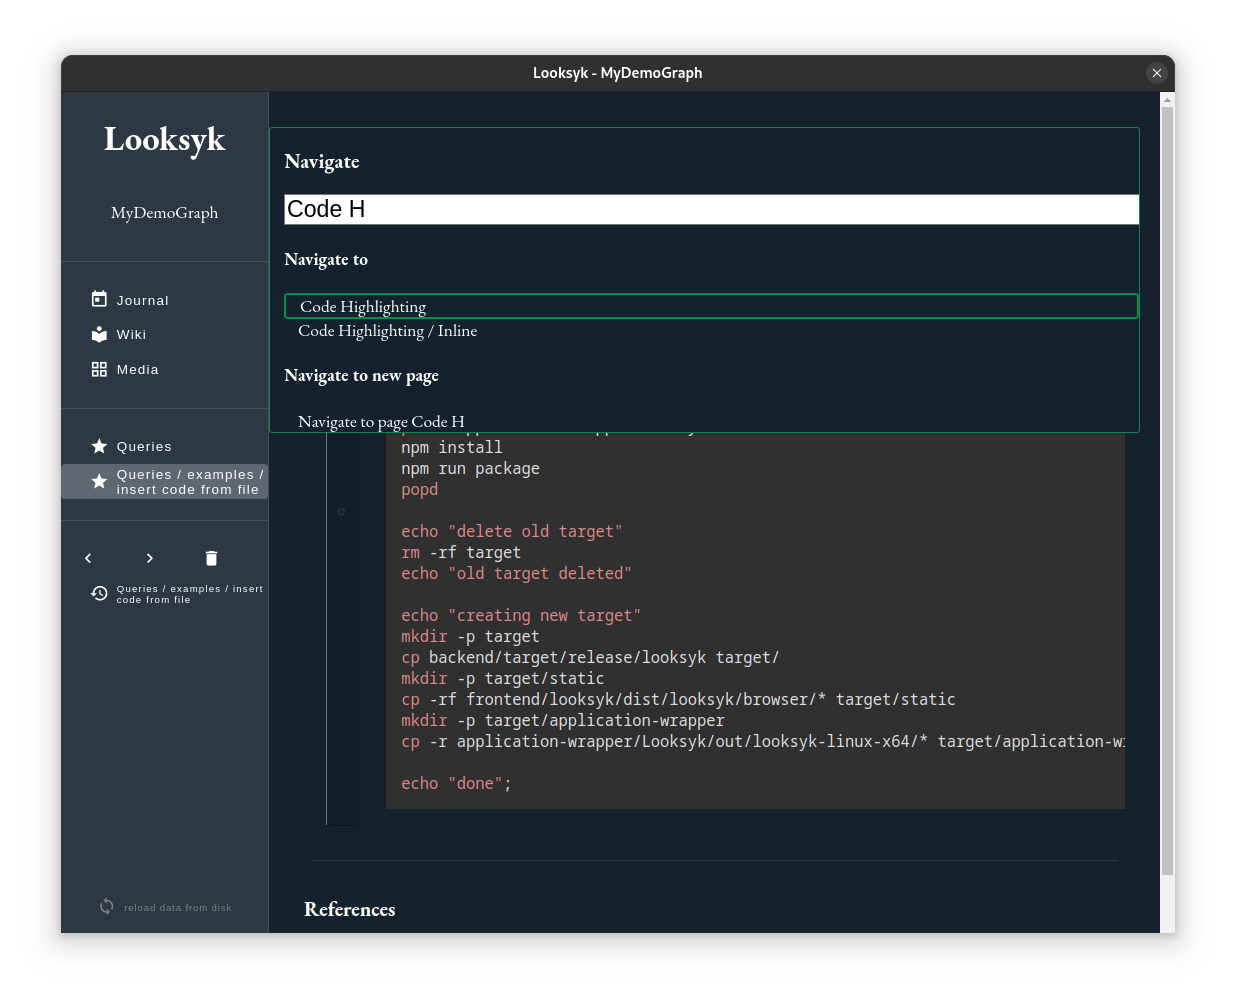 Looksyk - MyDemoGraph
Looksyk
MyDemoGraph
Journal
Wiki
Media
Queries
Queries / examples /
insert code from file
Queries / examples / insert
code from file
reload data from disk
Navigate
Code H
Navigate to
Code Highlighting
Code Highlighting / Inline
Navigate to new page
Navigate to page Code H
npm install
npm run package
popd
echo "delete old target"
rm -rf target
echo "old target deleted"
echo "creating new target"
mkdir -p target
cp backend/target/release/looksyk target/
mkdir -p target/static
cp -rf frontend/looksyk/dist/looksyk/browser/* target/static
mkdir -p target/application-wrapper
cp -r application-wrapper/Looksyk/out/looksyk-linux-x64/*
echo "done";
References